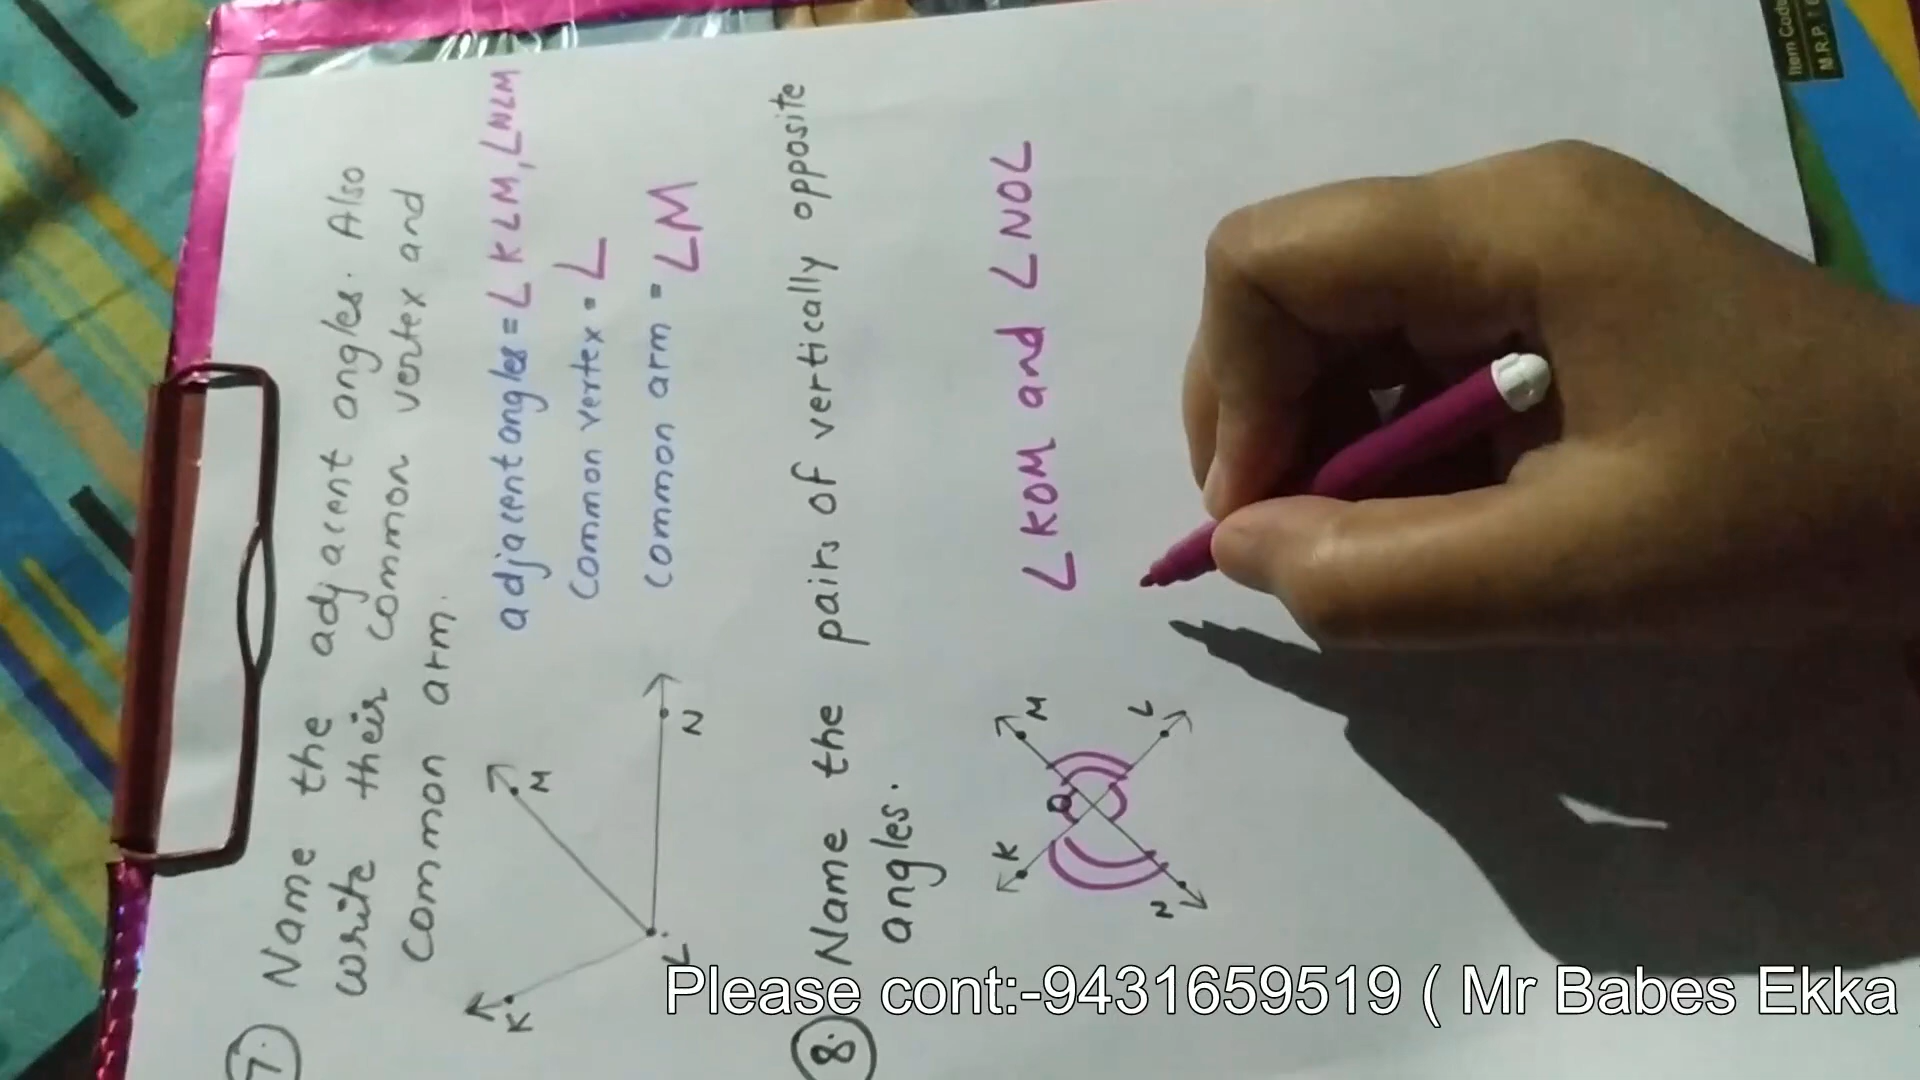 7. Name the adjacent angles. Also
write their common vertex and
common arm.
adjacent angles = ∠KLM, ∠NLM
common vertex = L
common arm = LM
K
M
L
N
8. Name the pairs of vertically opposite
angles.
∠KOM and ∠NOL
K
M
O
N
L
Item Code
M.R.P.
Please cont:-9431659519 ( Mr Babes Ekka